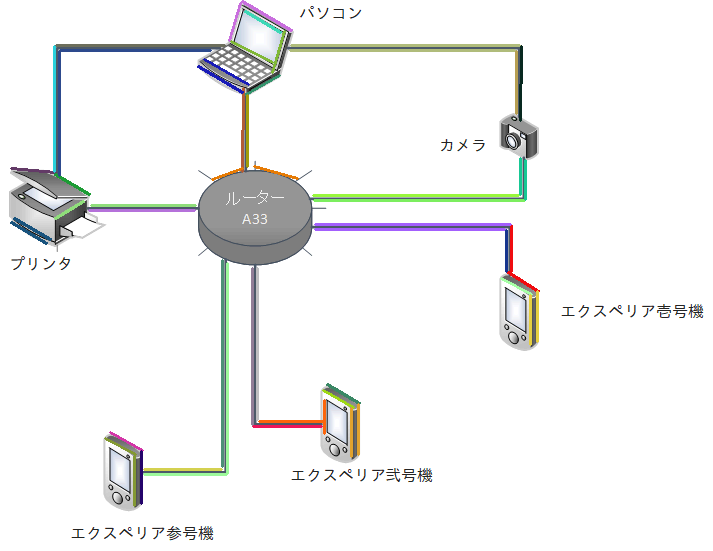 パソコン
カメラ
ルーター
A33
プリンタ
エクスペリア壱号機
エクスペリア弐号機
エクスペリア参号機